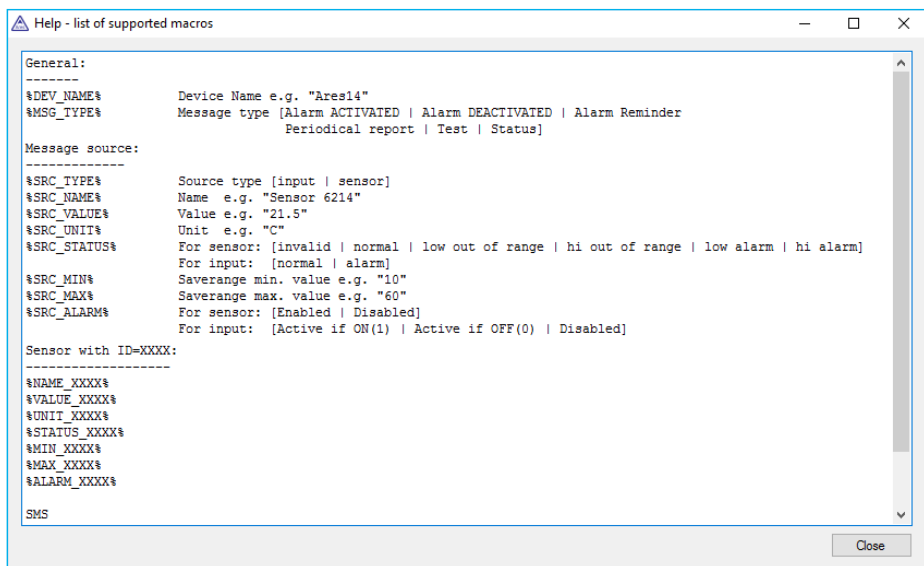 Help - list of supported macros
General:
-------
%DEV_NAME% Device Name e.g. "Ares14"
%MSG_TYPE% Message type [Alarm ACTIVATED | Alarm DEACTIVATED | Alarm Reminder
Periodical report | Test | Status]
Message source:
-------------
%SRC_TYPE% Source type [input | sensor]
%SRC_NAME% Name e.g. "Sensor 6214"
%SRC_VALUE% Value e.g. "21.5"
%SRC_UNIT% Unit e.g. "C"
%SRC_STATUS% For sensor: [invalid | normal | low out of range | hi out of range | low alarm | hi alarm]
For input: [normal | alarm]
%SRC_MIN% Saverange min. value e.g. "10"
%SRC_MAX% Saverange max. value e.g. "60"
%SRC_ALARM% For sensor: [Enabled | Disabled]
For input: [Active if ON(1) | Active if OFF(0) | Disabled]
Sensor with ID=XXXX:
-------------------
%NAME_XXXX%
%VALUE_XXXX%
%UNIT_XXXX%
%STATUS_XXXX%
%MIN_XXXX%
%MAX_XXXX%
%ALARM_XXXX%
SMS
Close